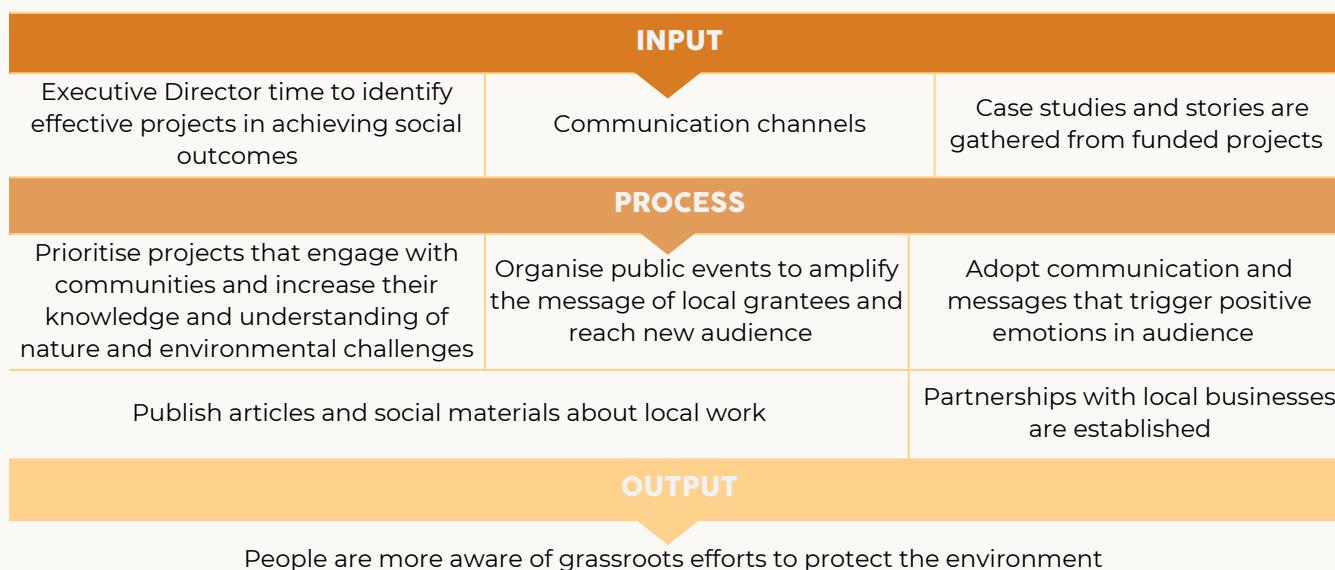 INPUT
Executive Director time to identify
effective projects in achieving social
outcomes
Communication channels
Case studies and stories are
gathered from funded projects
PROCESS
Prioritise projects that engage with
communities and increase their
knowledge and understanding of
nature and environmental challenges
Organise public events to amplify
the message of local grantees and
reach new audience
Adopt communication and
messages that trigger positive
emotions in audience
Publish articles and social materials about local work
Partnerships with local businesses
are established
OUTPUT
People are more aware of grassroots efforts to protect the environment